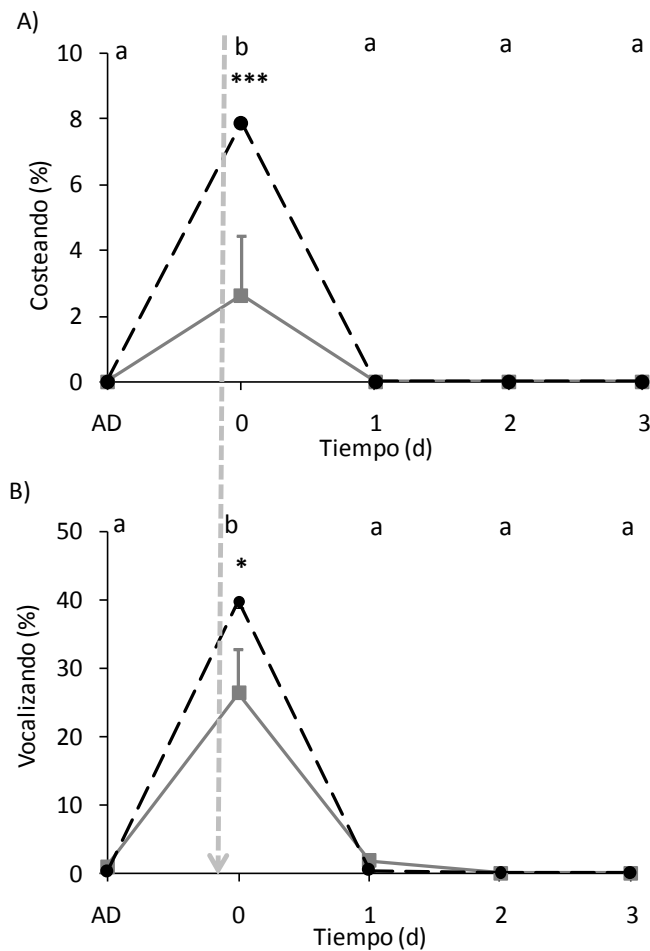 A)
a b a a a
***
10
8
6
4
2
0
Costeando (%)
AD 0 1 2 3
Tiempo (d)
B)
a b a a a
*
50
40
30
20
10
0
Vocalizando (%)
AD 0 1 2 3
Tiempo (d)